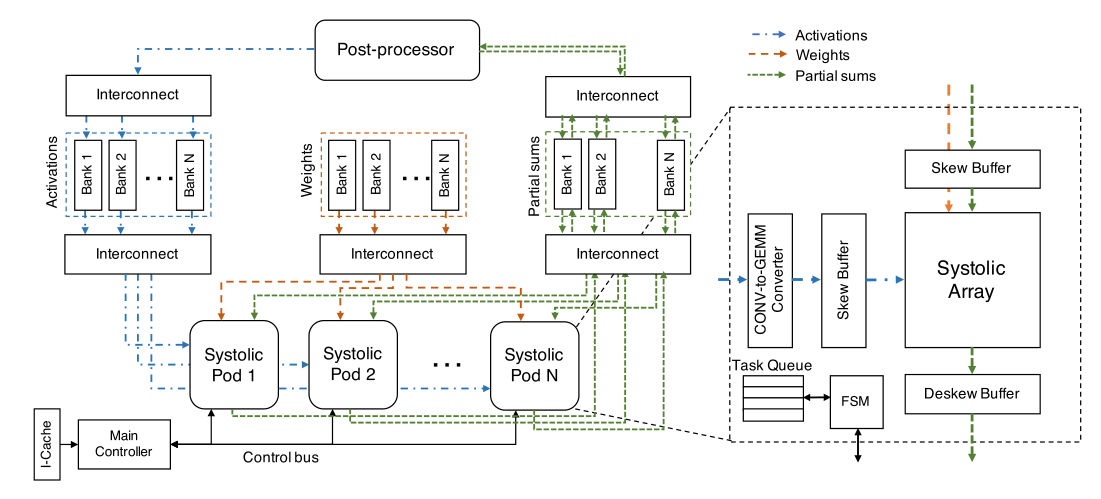 Post-processor
Activations
Weights
Partial sums
Interconnect
Interconnect
Activations
Bank 1
Bank 2
...
Bank N
Weights
Bank 1
Bank 2
...
Bank N
Partial sums
Bank 1
Bank 2
Bank N
Interconnect
Interconnect
Interconnect
Systolic
Pod 1
Systolic
Pod 2
...
Systolic
Pod N
I-Cache
Main
Controller
Control bus
Skew Buffer
CONV-to-GEMM
Converter
Skew Buffer
Systolic
Array
Task Queue
FSM
Deskew Buffer